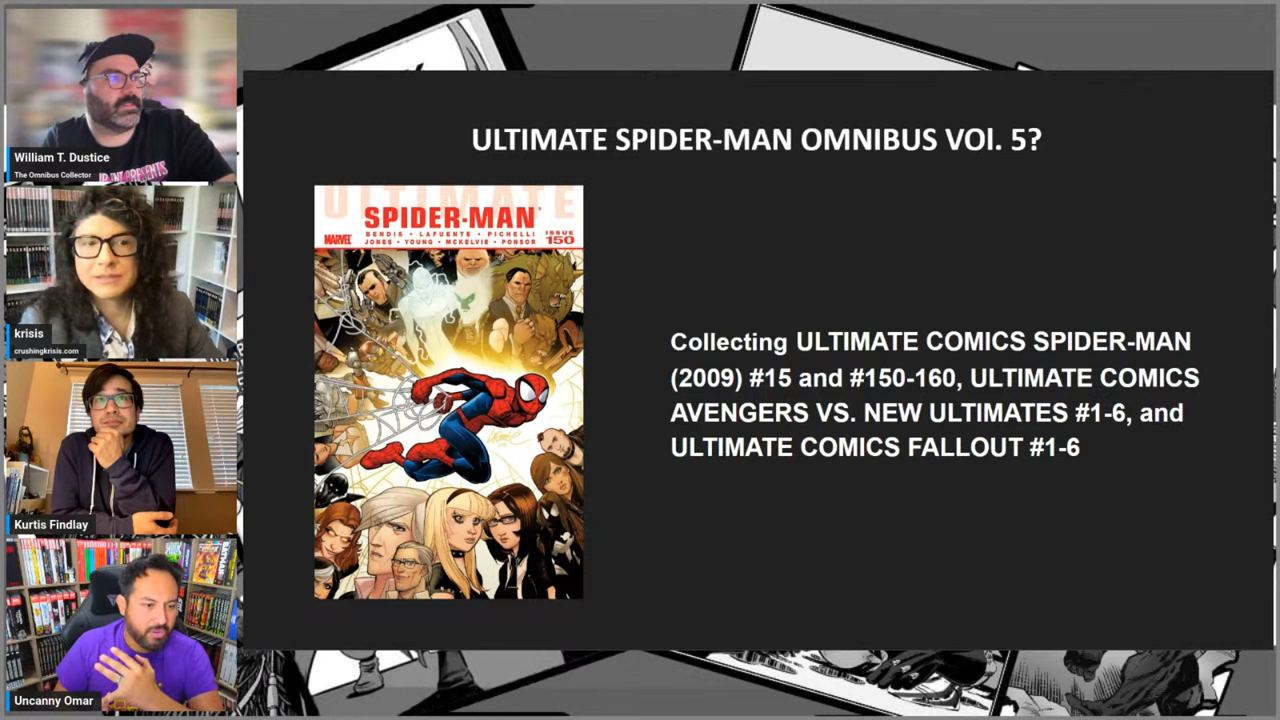 William T. Dustice
The Omnibus Collector
krisis
crushingkrisis.com
Kurtis Findlay
Uncanny Omar
ULTIMATE SPIDER-MAN OMNIBUS VOl. 5?
ULTIMATE
SPIDER-MAN
MARVEL
BENDIS • LAFUENTE • PICHELLI
JONES • YOUNG • MCKELVIE • PONSOR
ISSUE
150
Collecting ULTIMATE COMICS SPIDER-MAN
(2009) #15 and #150-160, ULTIMATE COMICS
AVENGERS VS. NEW ULTIMATES #1-6, and
ULTIMATE COMICS FALLOUT #1-6